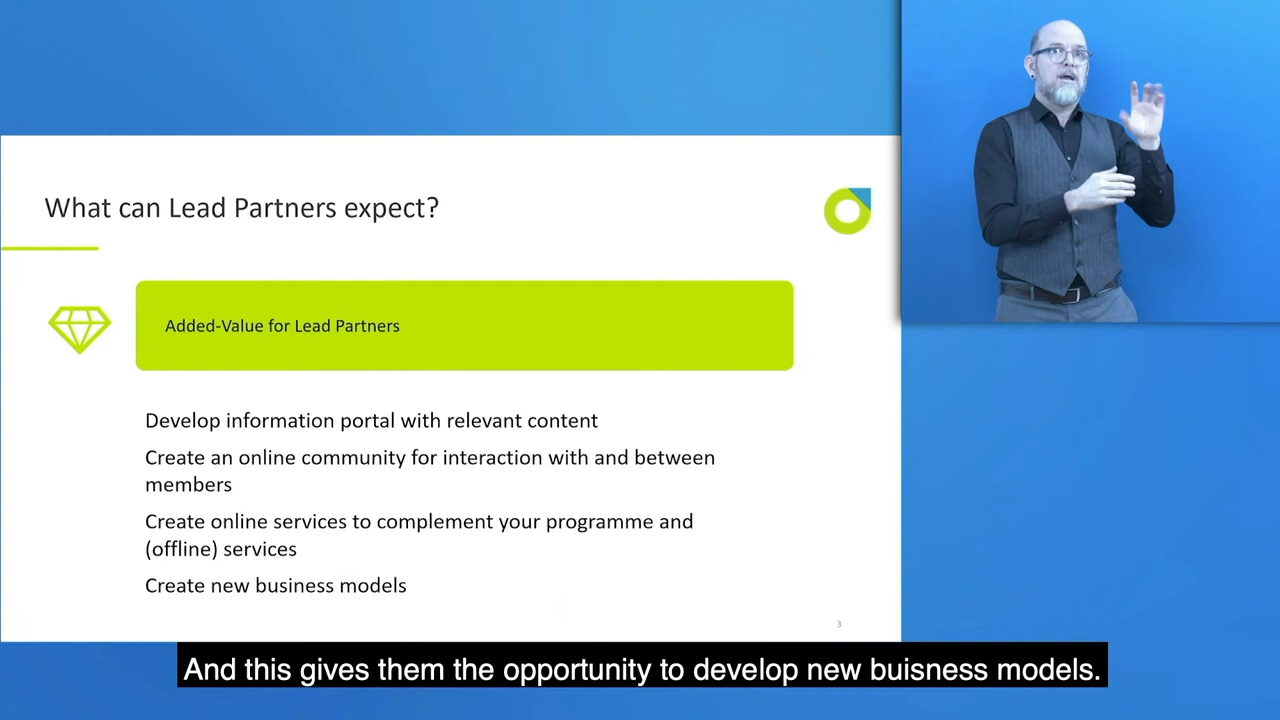 What can Lead Partners expect?
Added-Value for Lead Partners
Develop information portal with relevant content
Create an online community for interaction with and between
members
Create online services to complement your programme and
(offline) services
Create new business models
3
And this gives them the opportunity to develop new buisness models.